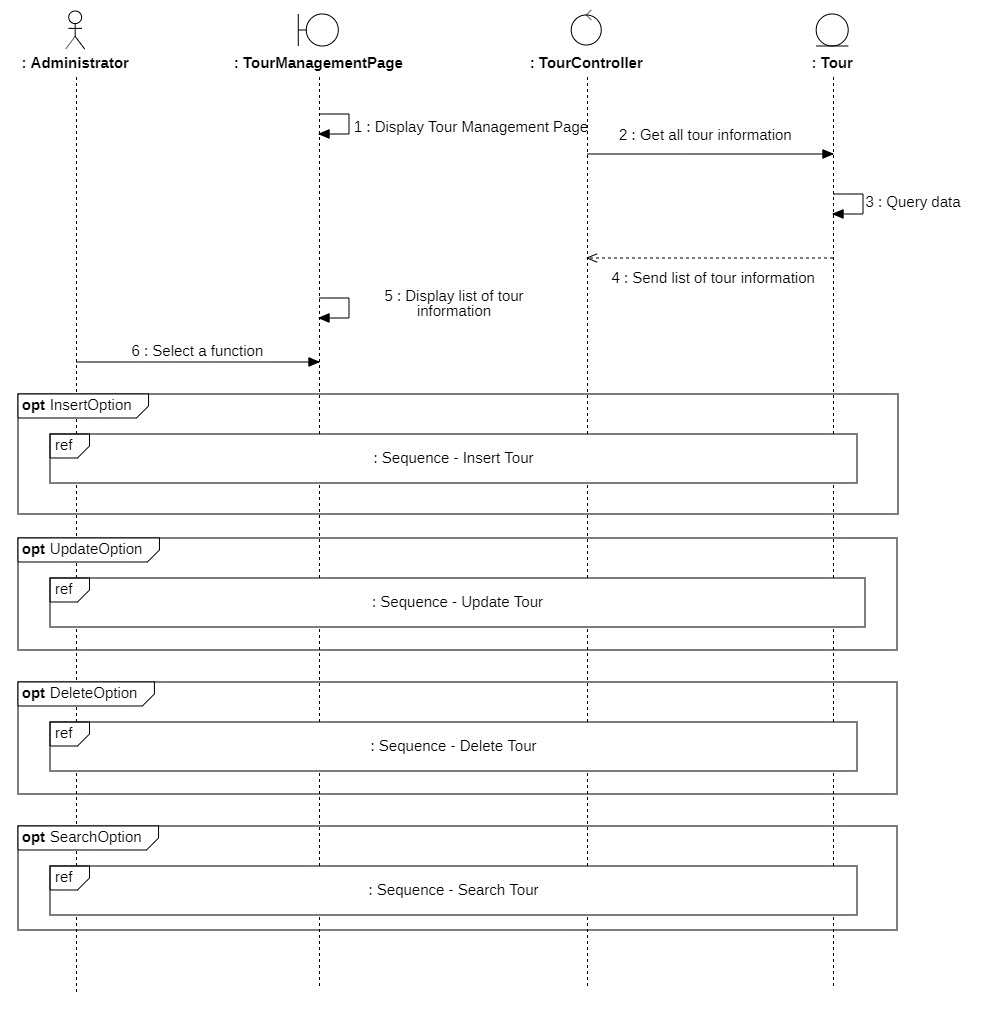 : Administrator
: TourManagementPage
: TourController
: Tour
1 : Display Tour Management Page
2 : Get all tour information
3 : Query data
4 : Send list of tour information
5 : Display list of tour
information
6 : Select a function
opt InsertOption
ref
: Sequence - Insert Tour
opt UpdateOption
ref
: Sequence - Update Tour
opt DeleteOption
ref
: Sequence - Delete Tour
opt SearchOption
ref
: Sequence - Search Tour